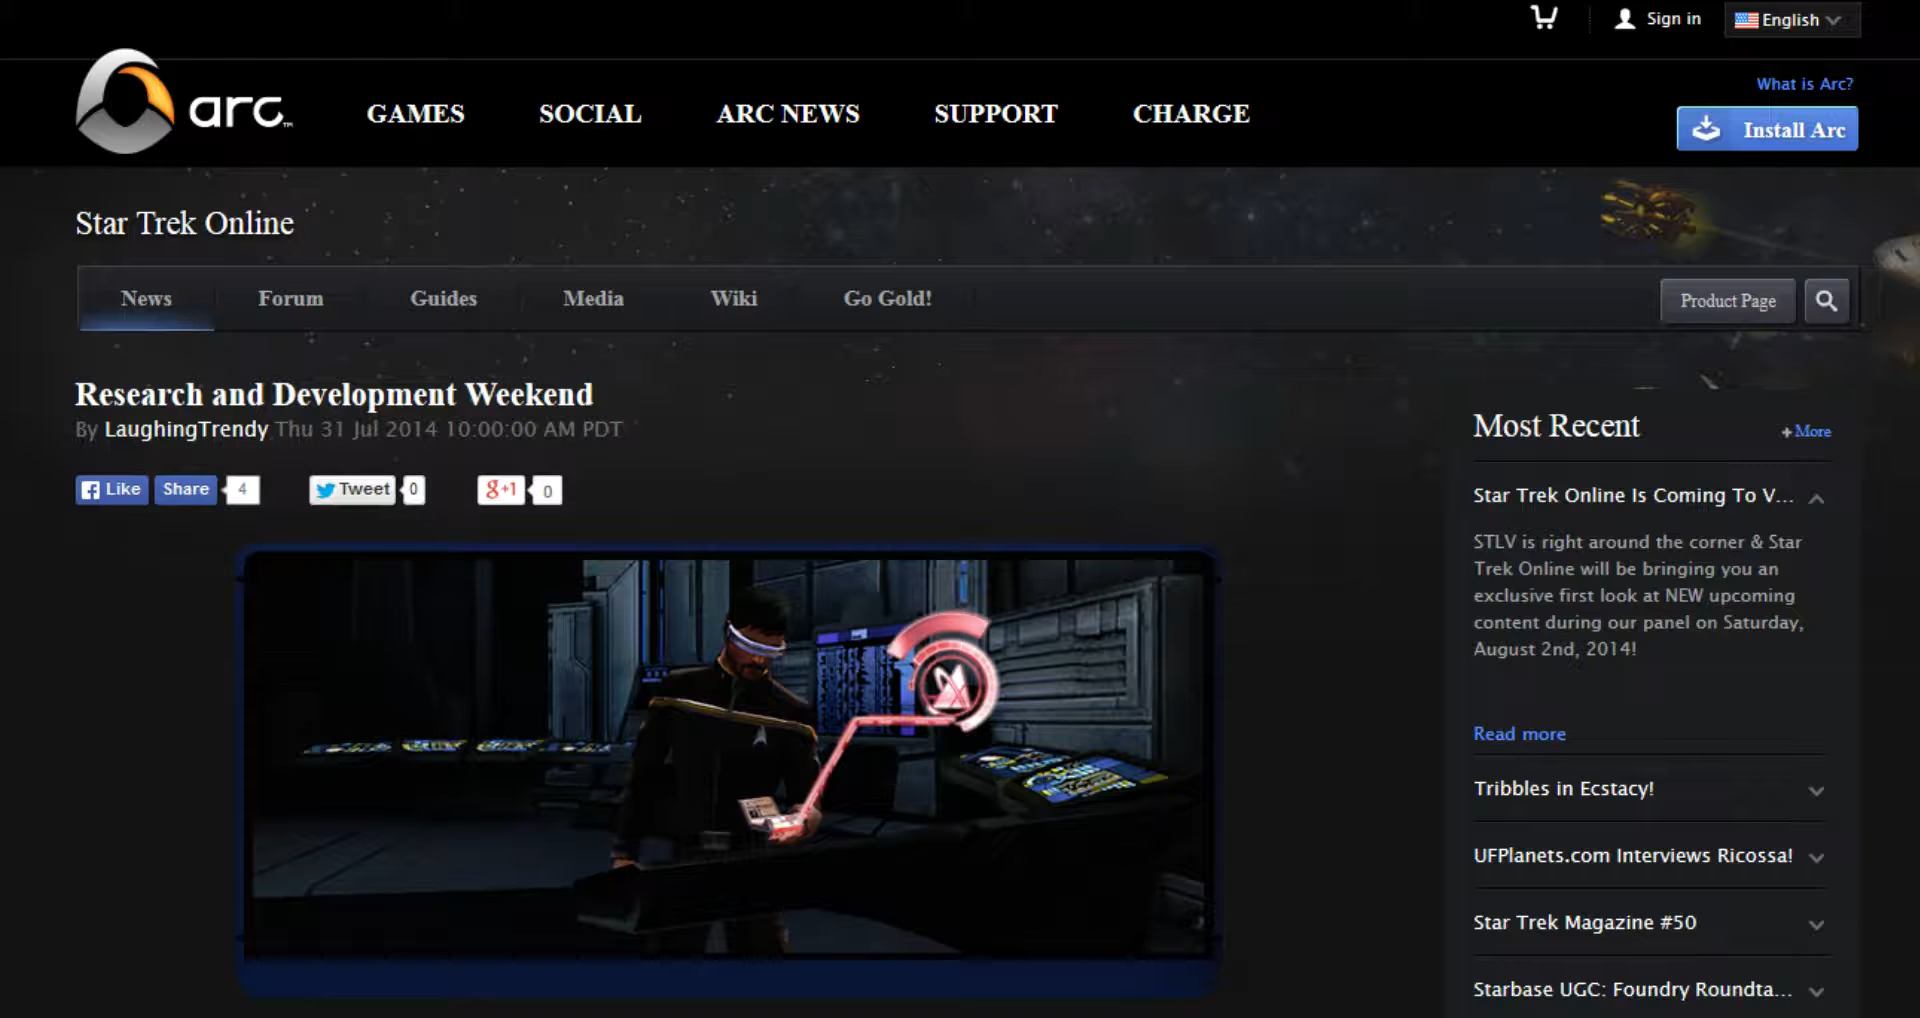 Sign in
English
What is Arc?
arc™
GAMES
SOCIAL
ARC NEWS
SUPPORT
CHARGE
Install Arc
Star Trek Online
News
Forum
Guides
Media
Wiki
Go Gold!
Product Page
Research and Development Weekend
By LaughingTrendy Thu 31 Jul 2014 10:00:00 AM PDT
Like
Share
4
Tweet
0
g+1
0
Most Recent
+More
Star Trek Online Is Coming To V...
STLV is right around the corner & Star
Trek Online will be bringing you an
exclusive first look at NEW upcoming
content during our panel on Saturday,
August 2nd, 2014!
Read more
Tribbles in Ecstacy!
UFPlanets.com Interviews Ricossa!
Star Trek Magazine #50
Starbase UGC: Foundry Roundta...